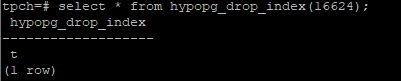 tpch=# select * from hypopg_drop_index(16624);
 hypopg_drop_index
-------------------
 t
(1 row)